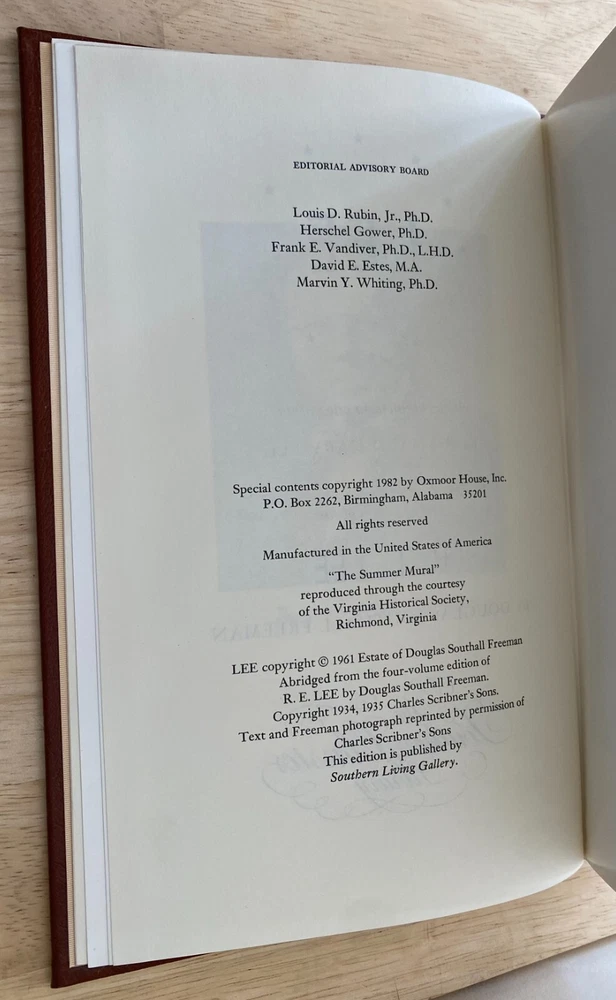 EDITORIAL ADVISORY BOARD
Louis D. Rubin, Jr., Ph.D.
Herschel Gower, Ph.D.
Frank E. Vandiver, Ph.D., L.H.D.
David E. Estes, M.A.
Marvin Y. Whiting, Ph.D.
Special contents copyright 1982 by Oxmoor House, Inc.
P.O. Box 2262, Birmingham, Alabama 35201
All rights reserved
Manufactured in the United States of America
“The Summer Mural”
reproduced through the courtesy
of the Virginia Historical Society,
Richmond, Virginia
LEE copyright © 1961 Estate of Douglas Southall Freeman
Abridged from the four-volume edition of
R. E. LEE by Douglas Southall Freeman.
Copyright 1934, 1935 Charles Scribner’s Sons.
Text and Freeman photograph reprinted by permission of
Charles Scribner’s Sons
This edition is published by
Southern Living Gallery.